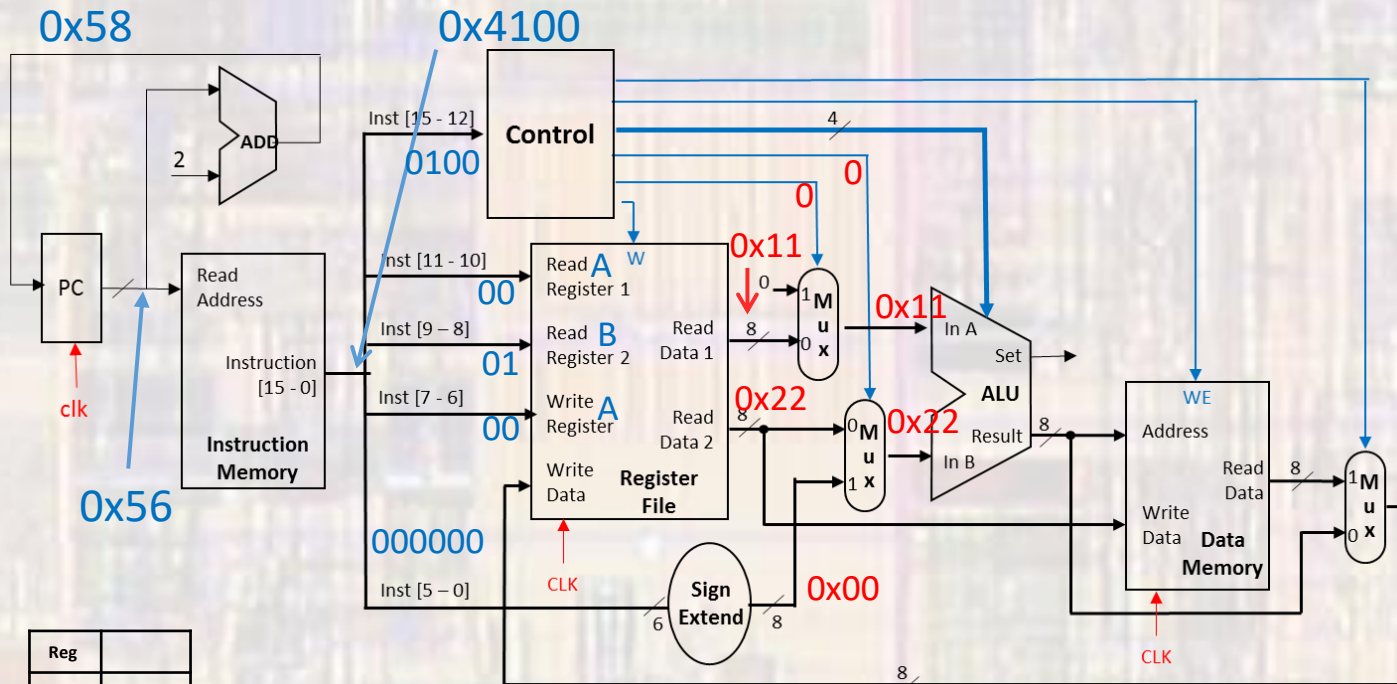 0x58
0x4100
ADD
2
Inst [15 - 12]
0100
Control
4
0
0
PC
clk
0x56
Read
Address
Instruction
[15 - 0]
Instruction
Memory
Inst [11 - 10]
00
Inst [9 – 8]
01
Inst [7 - 6]
00
000000
Inst [5 – 0]
W
Read A
Register 1
Read B
Register 2
Write A
Register
Write
Data
Read
Data 1
Read
Data 2
Register
File
CLK
0x11
8
0x22
8
0
1
0
M
u
x
0x11
0
1
M
u
x
0x22
Sign
Extend
6
8
0x00
In A
Set
ALU
Result
In B
8
WE
Address
Read
Data
Write
Data
Data
Memory
CLK
8
1
0
M
u
x
8
Reg